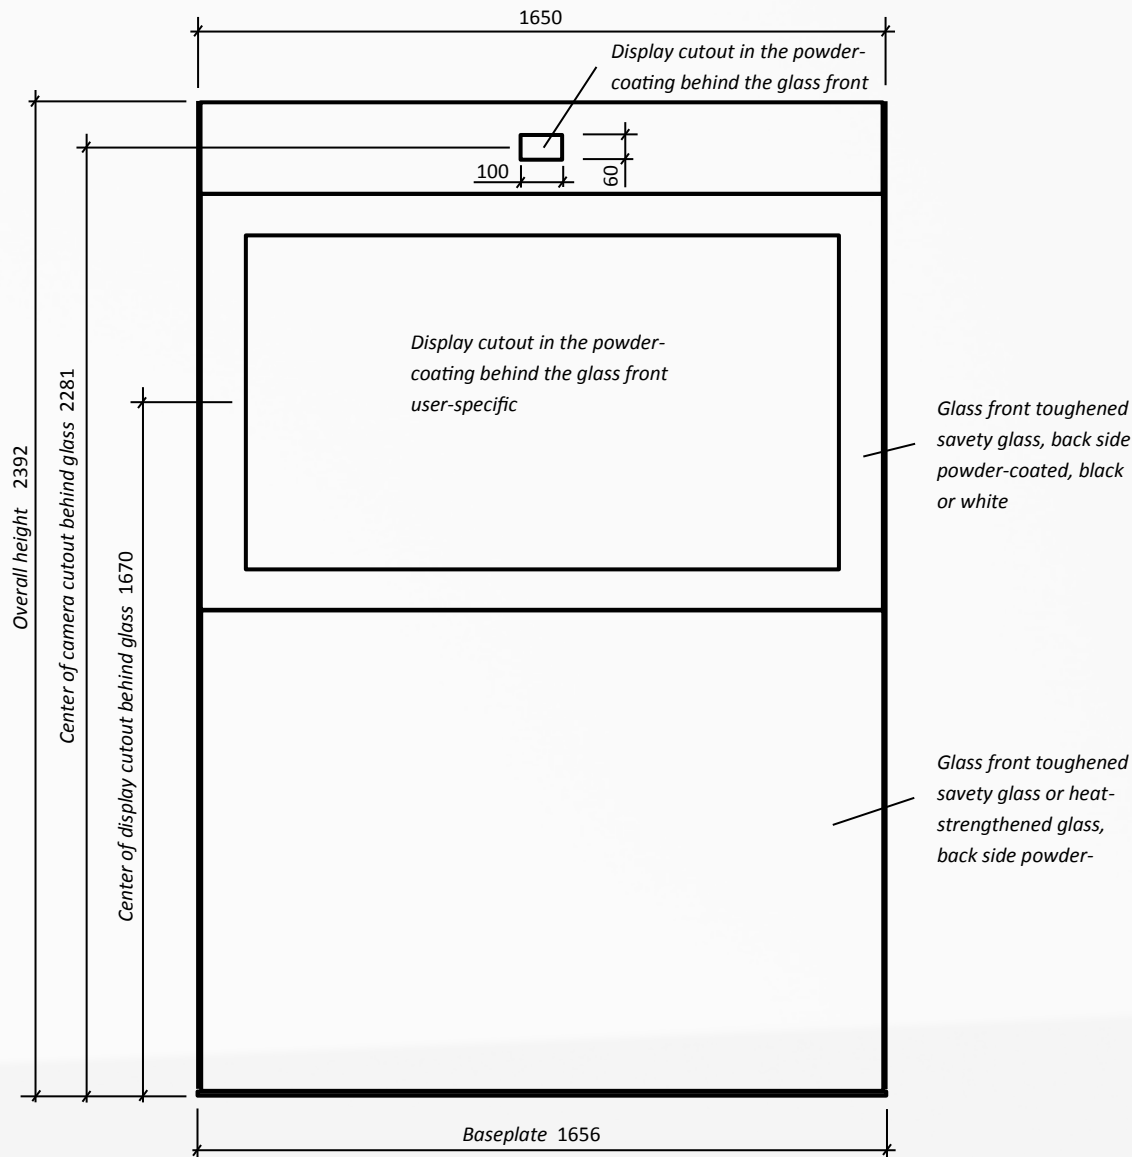 1650
Display cutout in the powder-
coating behind the glass front
100
60
Display cutout in the powder-
coating behind the glass front
user-specific
Overall height 2392
Center of camera cutout behind glass 2281
Center of display cutout behind glass 1670
Glass front toughened
savety glass, back side
powder-coated, black
or white
Glass front toughened
savety glass or heat-
strengthened glass,
back side powder-
Baseplate 1656